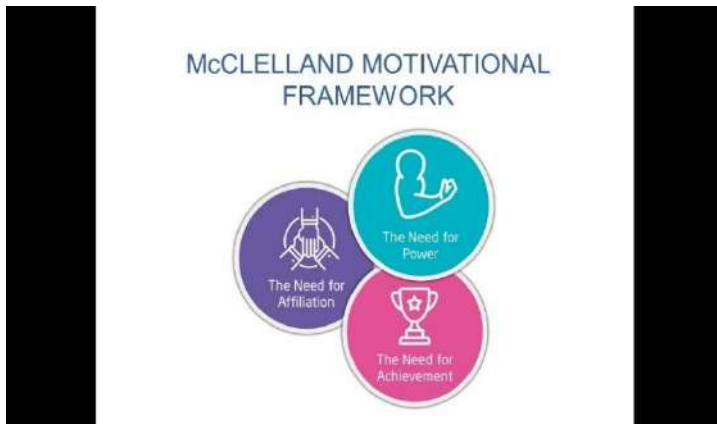 McCLELLAND MOTIVATIONAL
FRAMEWORK
The Need for
Power
The Need for
Affiliation
The Need for
Achievement